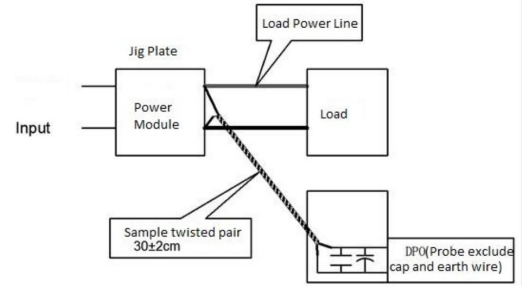 Load Power Line
Jig Plate
Power
Module
Load
Input
Sample twisted pair
30±2cm
DPO(Probe exclude
cap and earth wire)